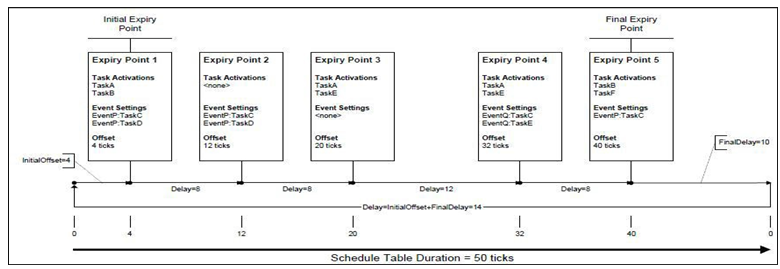 Initial Expiry
Point
Final Expiry
Point
Expiry Point 1
Task Activations
TaskA
TaskB
Event Settings
EventP:TaskC
EventP:TaskD
Offset
4 ticks
Expiry Point 2
Task Activations
<none>
Event Settings
EventP:TaskC
EventP:TaskD
Offset
12 ticks
Expiry Point 3
Task Activations
TaskA
TaskE
Event Settings
<none>
Offset
20 ticks
Expiry Point 4
Task Activations
TaskA
TaskE
Event Settings
EventQ:TaskC
EventQ:TaskE
Offset
32 ticks
Expiry Point 5
Task Activations
TaskB
TaskF
Event Settings
EventP:TaskC
Offset
40 ticks
InitialOffset=4
FinalDelay=10
Delay=8
Delay=8
Delay=12
Delay=8
Delay=InitialOffset+FinalDelay=14
0 4 12 20 32 40 0
Schedule Table Duration = 50 ticks